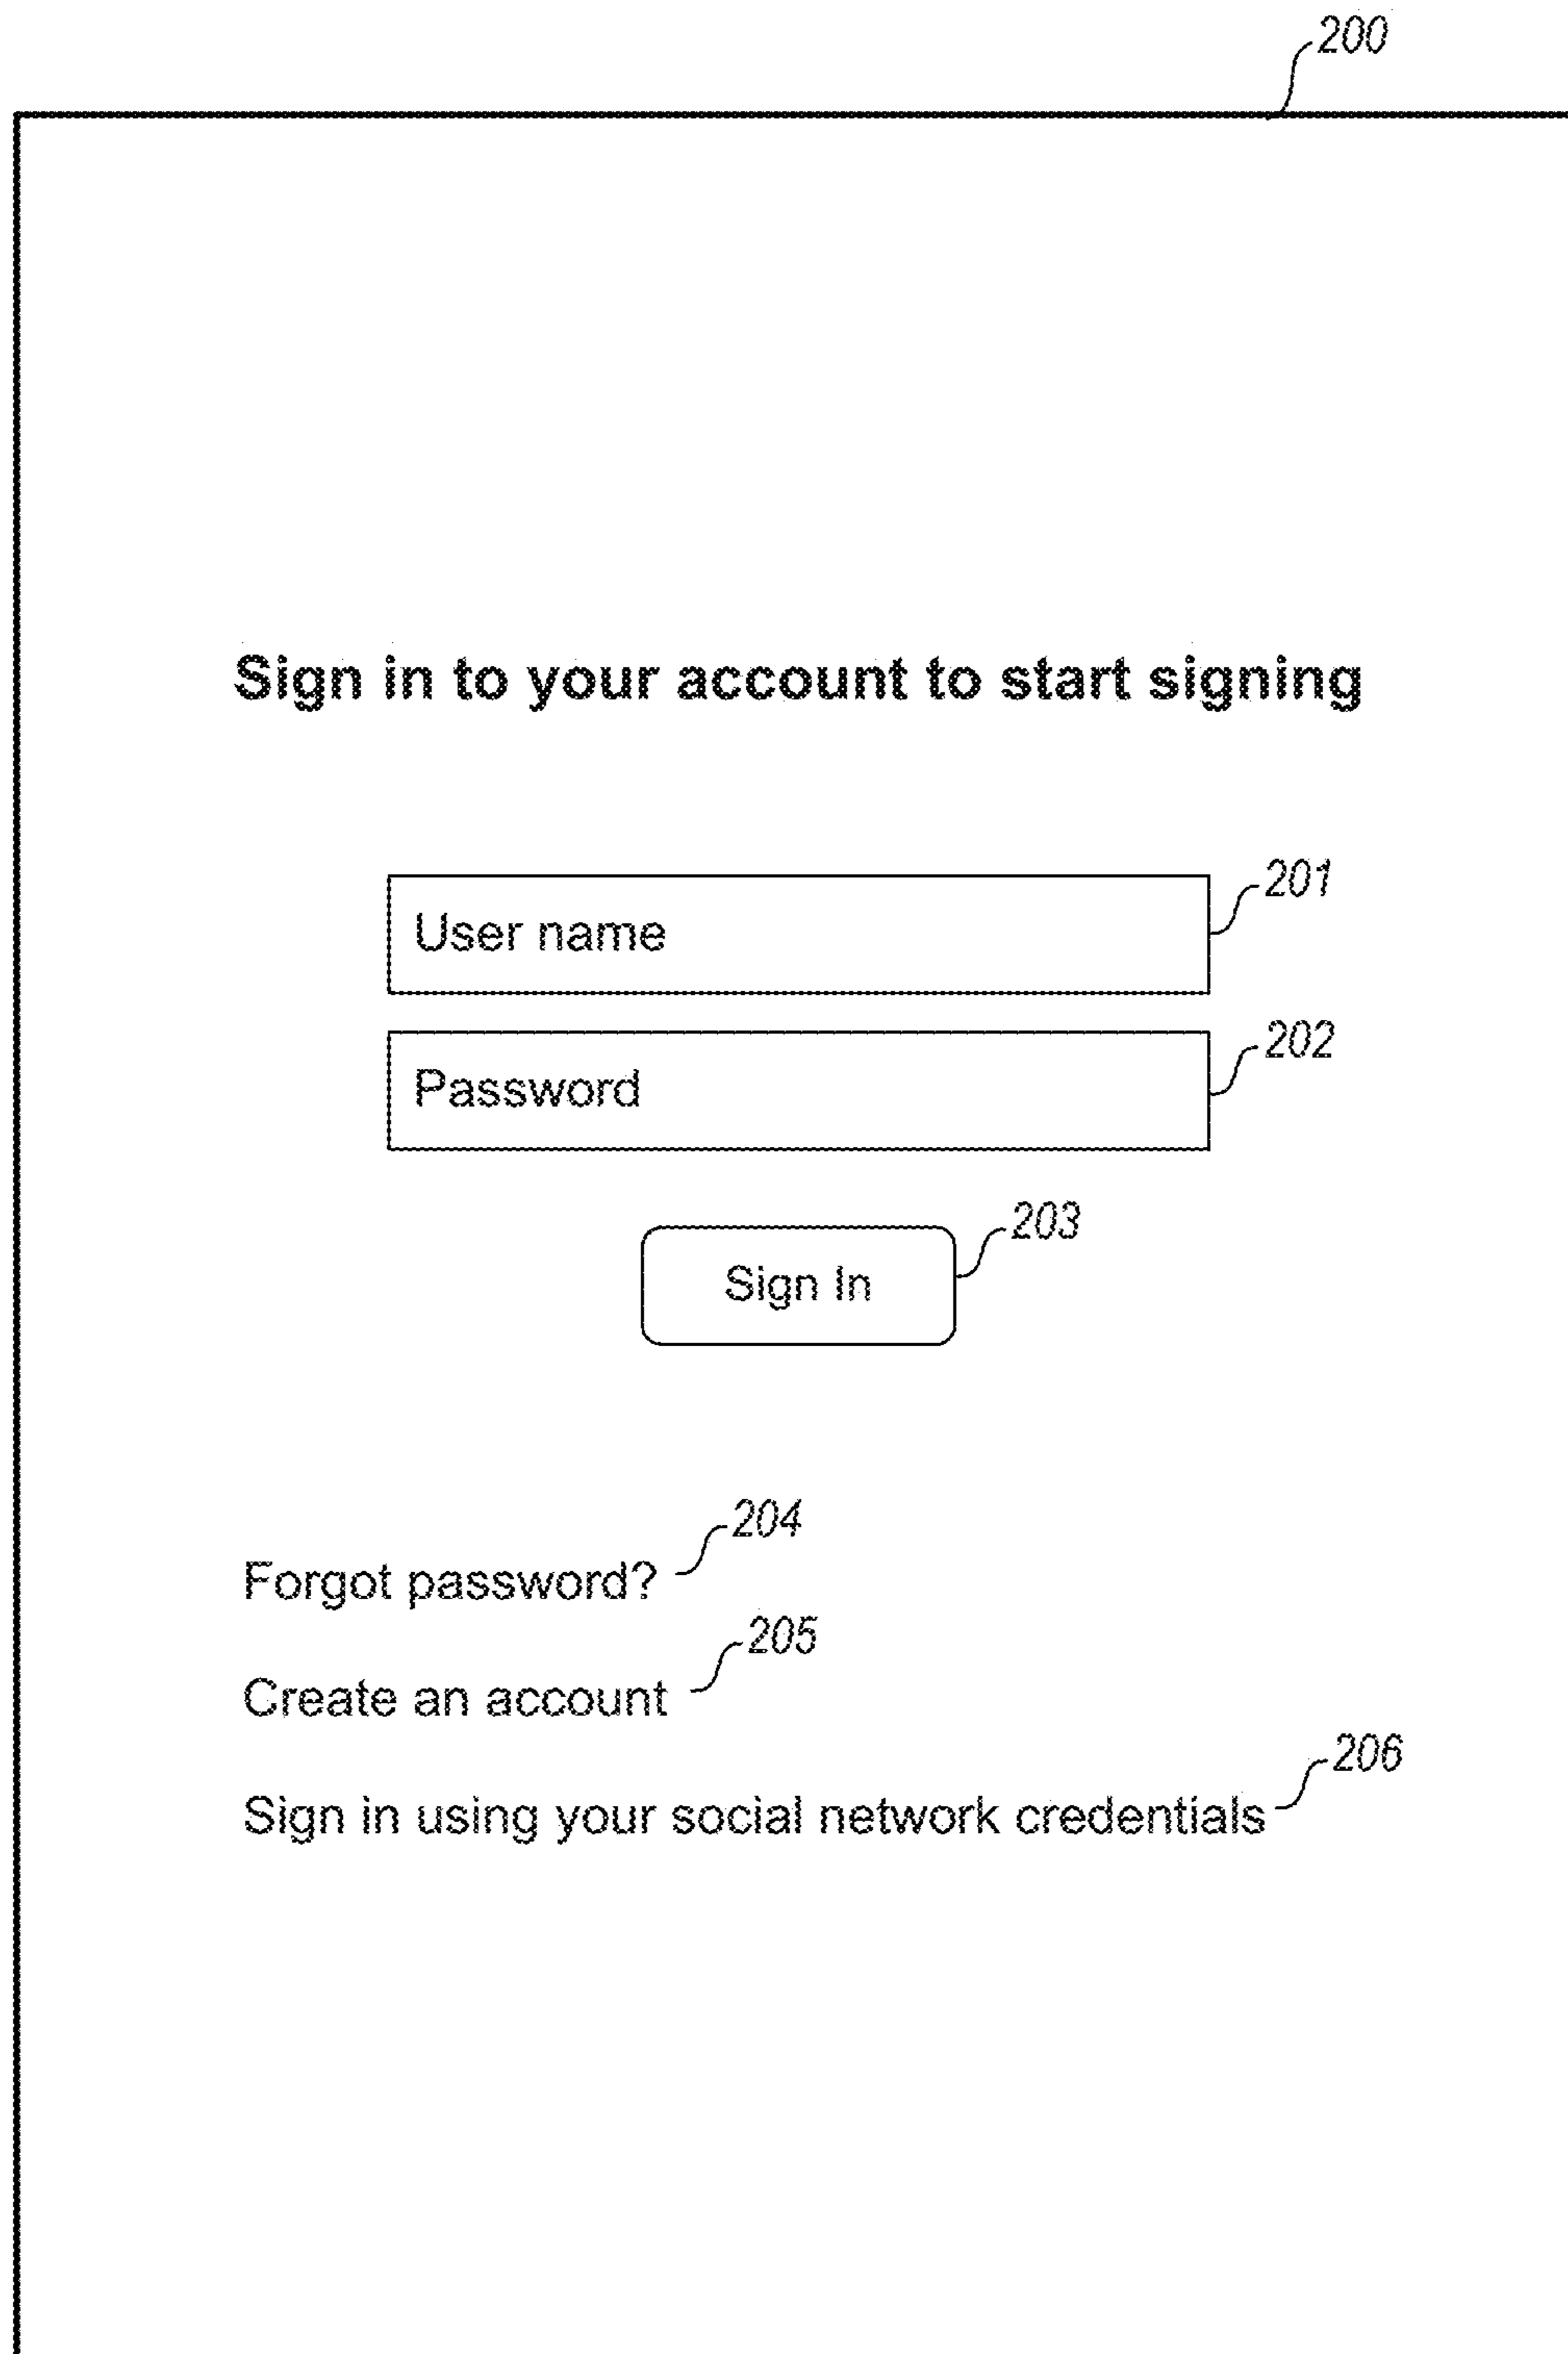 200
Sign in to your account to start signing
User name
201
Password
202
Sign In
203
Forgot password?
204
Create an account
205
Sign in using your social network credentials
206